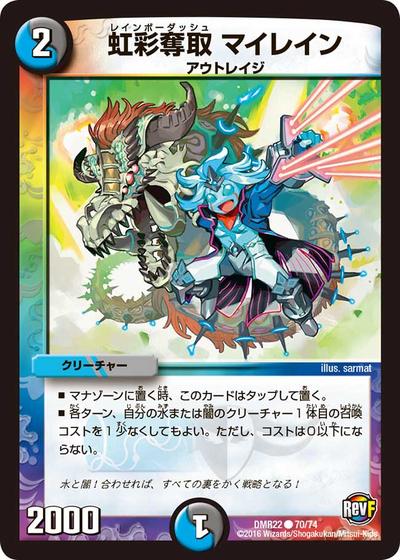 レインボーダッシュ
2
虹彩奪取 マイレイン
アウトレイジ
illus. sarmat
クリーチャー
■ マナゾーンに置く時、このカードはタップして置く。
■ 各ターン、自分の水または闇のクリーチャー1体目の召喚
コストを1少なくしてもよい。ただし、コストは0以下になら
ない。
水と闇！合わせれば、すべての裏をかく戦略となる！
RevF
2000
1
DMR22 ● 70/74
©2016 Wizards/Shogakukan/Mitsui-Kids